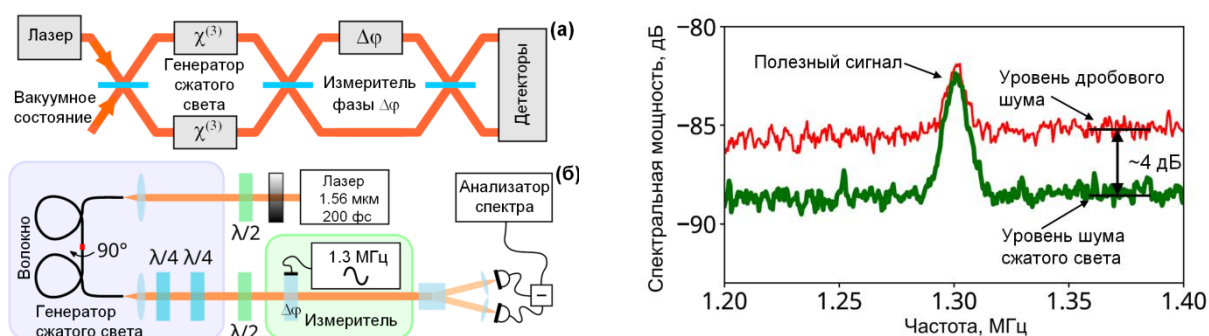 Лазер
χ(3)
Δφ
(а)
Генератор
сжатого
света
Измеритель
фазы Δφ
Детекторы
Вакуумное
состояние
χ(3)
(б)
Лазер
1.56 мкм
200 фс
Анализатор
спектра
λ/2
Волокно
90°
λ/4 λ/4
1.3 МГц
Δφ
Измеритель
Генератор
сжатого света
λ/2
−
Спектральная мощность, дБ
−80
−85
−90
Полезный сигнал
Уровень дробового
шума
~4 дБ
Уровень шума
сжатого света
1.20 1.25 1.30 1.35 1.40
Частота, МГц